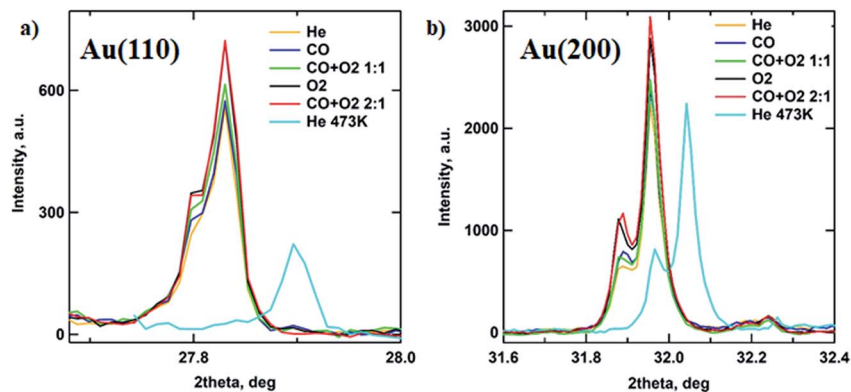 a)
Au(110)
He
CO
CO+O2 1:1
O2
CO+O2 2:1
He 473K
Intensity, a.u.
600
300
0
27.8
28.0
2theta, deg
b)
Au(200)
He
CO
CO+O2 1:1
O2
CO+O2 2:1
He 473K
Intensity, a.u.
3000
2000
1000
0
31.6
31.8
32.0
32.2
32.4
2theta, deg